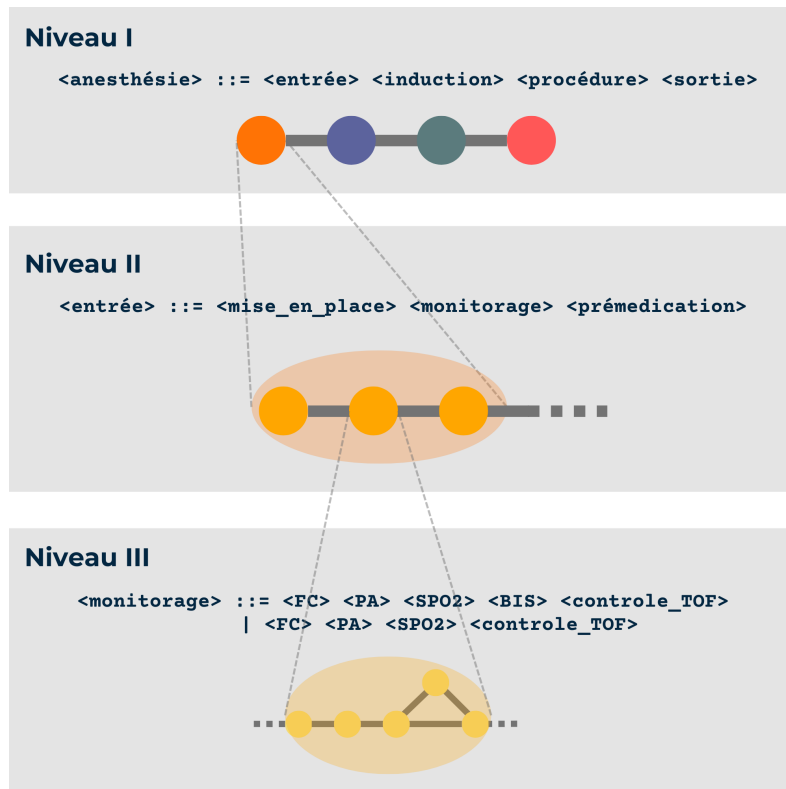 Niveau I
<anesthésie> ::= <entrée> <induction> <procédure> <sortie>
Niveau II
<entrée> ::= <mise_en_place> <monitorage> <prémedication>
Niveau III
<monitorage> ::= <FC> <PA> <SPO2> <BIS> <controle_TOF>
| <FC> <PA> <SPO2> <controle_TOF>